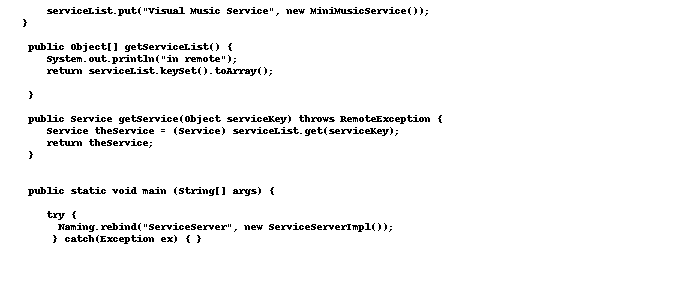 serviceList.put("Visual Music Service", new MiniMusicService());
}
public Object[] getServiceList() {
System.out.println("in remote");
return serviceList.keySet().toArray();
}
public Service getService(Object serviceKey) throws RemoteException {
Service theService = (Service) serviceList.get(serviceKey);
return theService;
}
public static void main (String[] args) {
try {
Naming.rebind("ServiceServer", new ServiceServerImpl());
} catch(Exception ex) { }